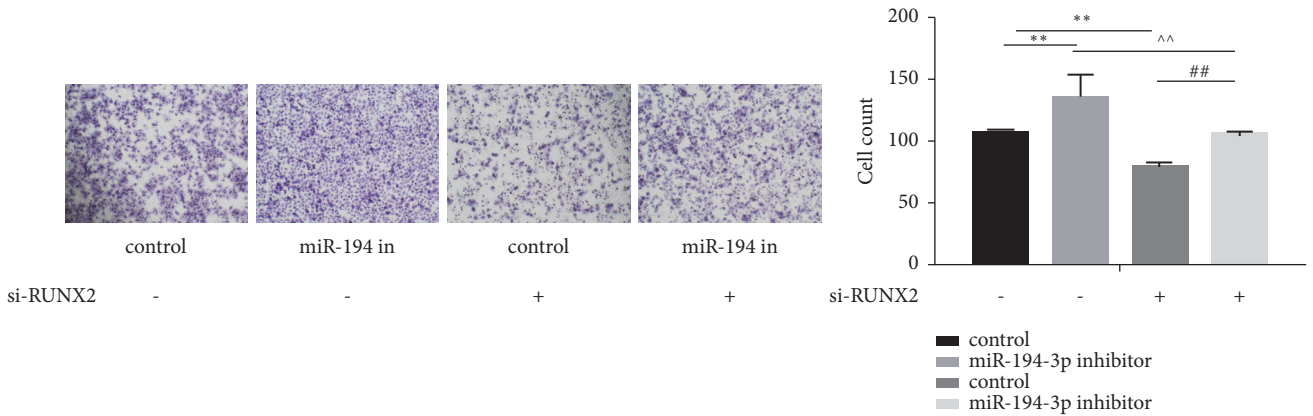 control
miR-194 in
control
miR-194 in
si-RUNX2 - - + +
200
150
100
50
0
Cell count
**
**
^^
##
si-RUNX2 - - + +
control
miR-194-3p inhibitor
control
miR-194-3p inhibitor